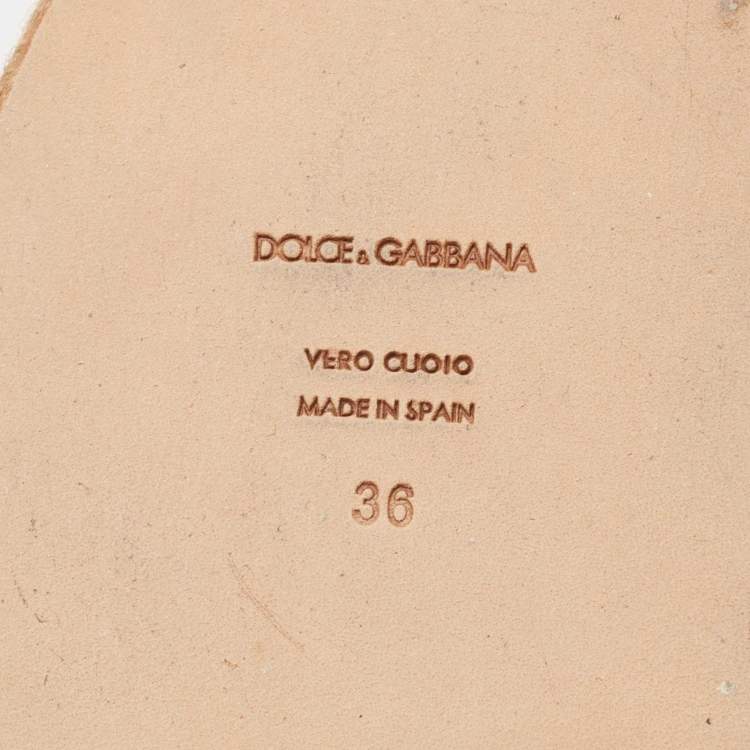 DOLCE & GABBANA
VERO CUOIO
MADE IN SPAIN
36